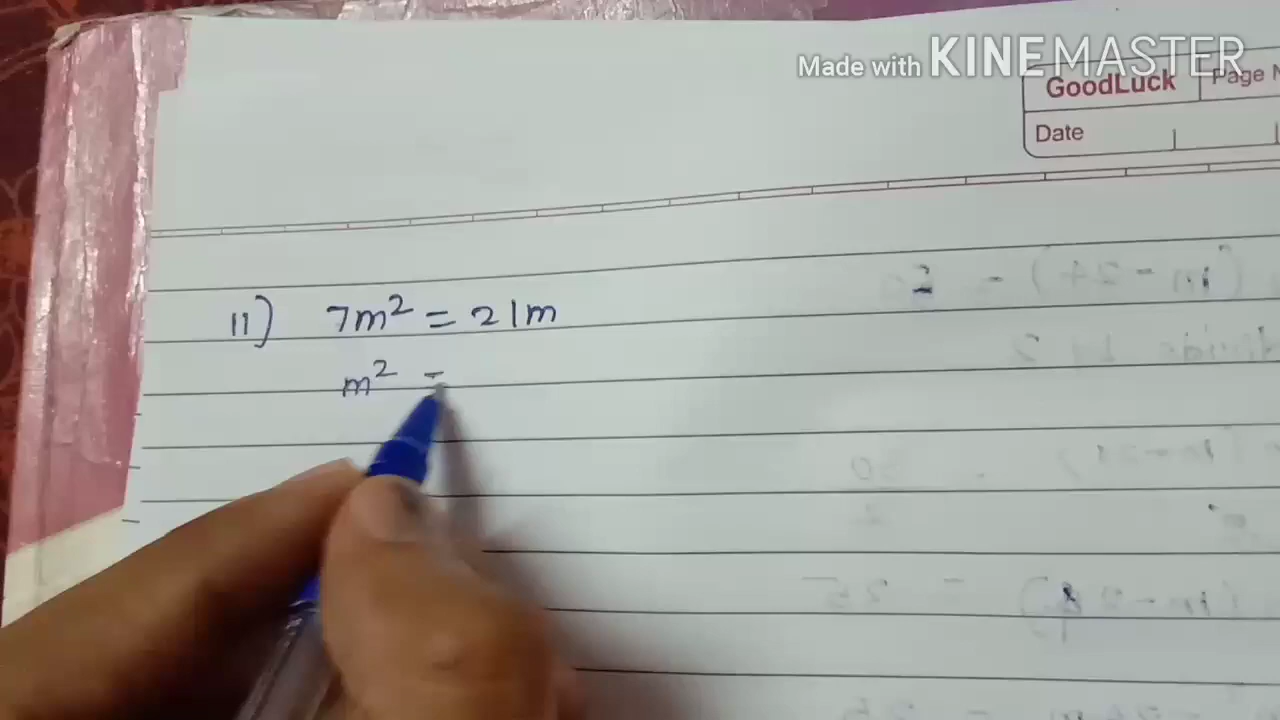 Made with KINEMASTER
GoodLuck
Page N
Date
11) 7m² = 21m
m² =